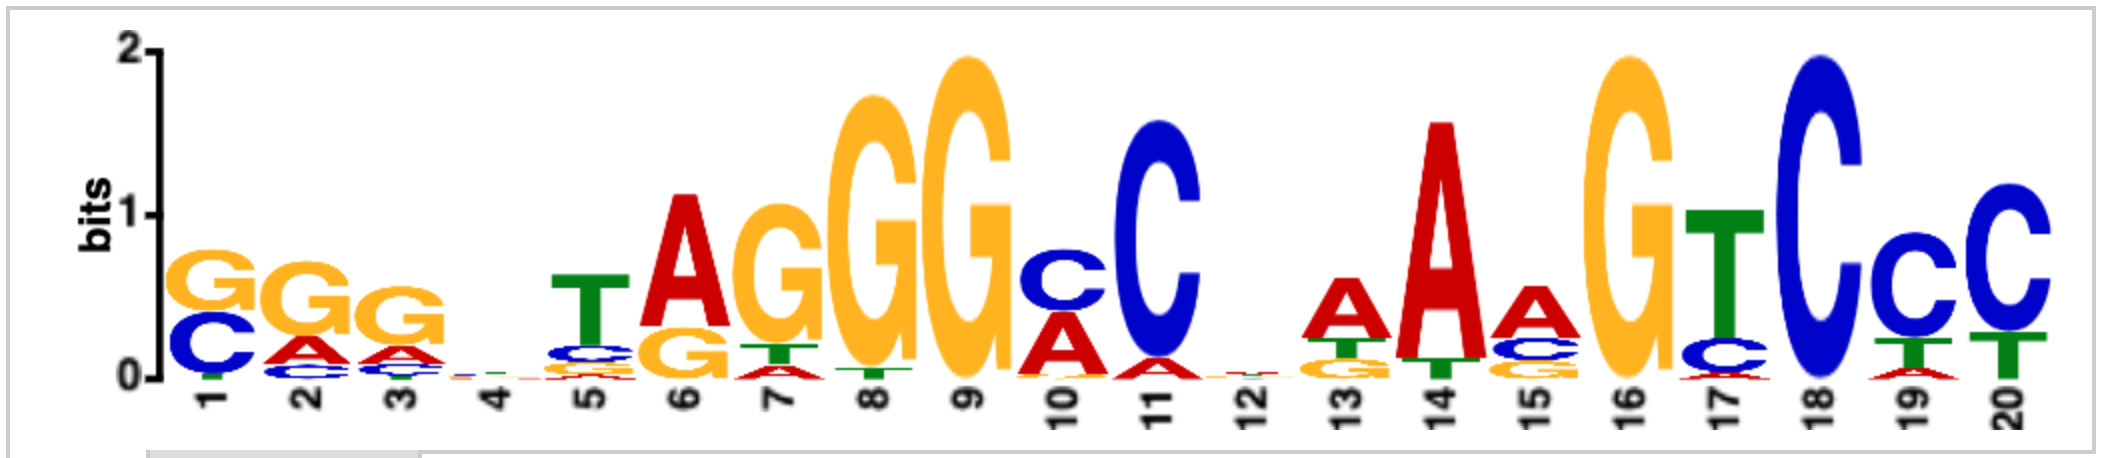 2
bits
1
0
G G G T A G G G C C A A A G T C C C
C A A C G T T A A T T C C T T
T C C G A G G T G A A
T A
1 2 3 4 5 6 7 8 9 10 11 12 13 14 15 16 17 18 19 20